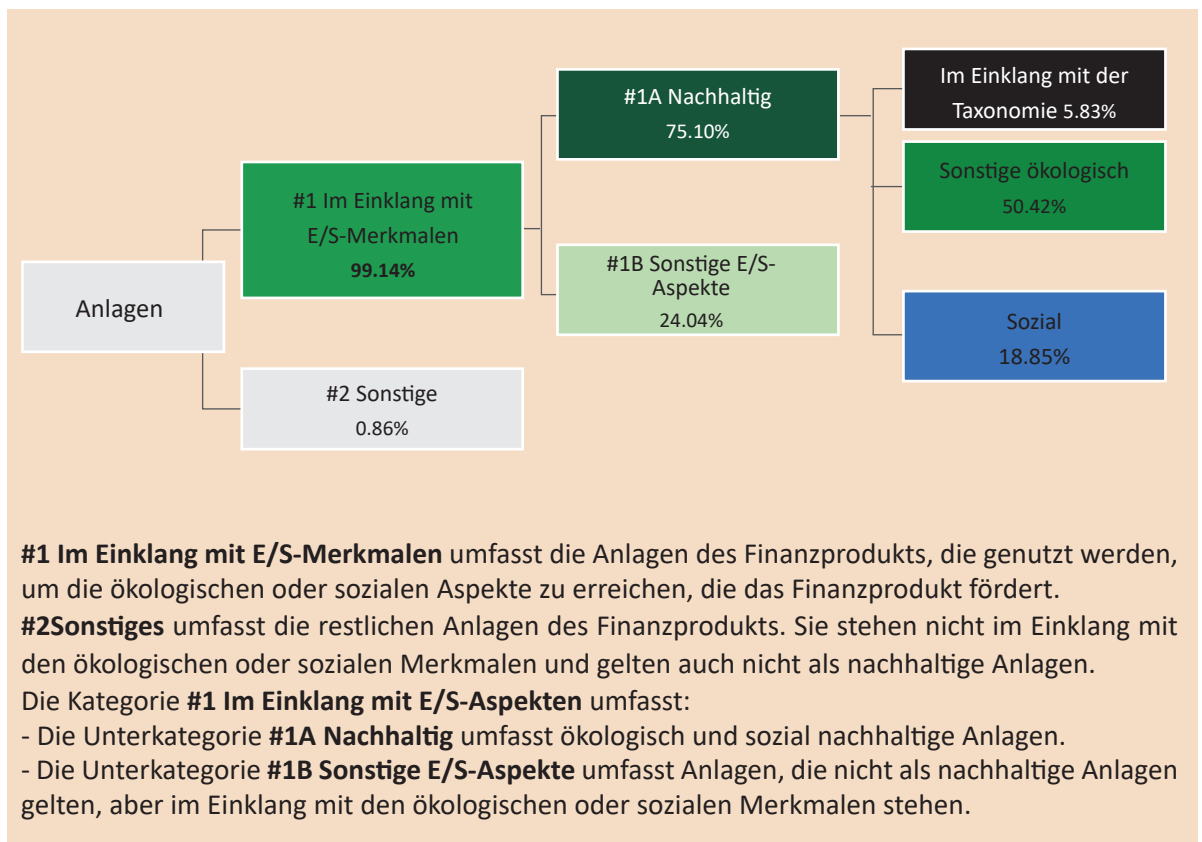 Anlagen
#1 Im Einklang mit
E/S-Merkmalen
99.14%
#2 Sonstige
0.86%
#1A Nachhaltig
75.10%
#1B Sonstige E/S-
Aspekte
24.04%
Im Einklang mit der
Taxonomie 5.83%
Sonstige ökologisch
50.42%
Sozial
18.85%
#1 Im Einklang mit E/S-Merkmalen umfasst die Anlagen des Finanzprodukts, die genutzt werden,
um die ökologischen oder sozialen Aspekte zu erreichen, die das Finanzprodukt fördert.
#2Sonstiges umfasst die restlichen Anlagen des Finanzprodukts. Sie stehen nicht im Einklang mit
den ökologischen oder sozialen Merkmalen und gelten auch nicht als nachhaltige Anlagen.
Die Kategorie #1 Im Einklang mit E/S-Aspekten umfasst:
- Die Unterkategorie #1A Nachhaltig umfasst ökologisch und sozial nachhaltige Anlagen.
- Die Unterkategorie #1B Sonstige E/S-Aspekte umfasst Anlagen, die nicht als nachhaltige Anlagen
gelten, aber im Einklang mit den ökologischen oder sozialen Merkmalen stehen.